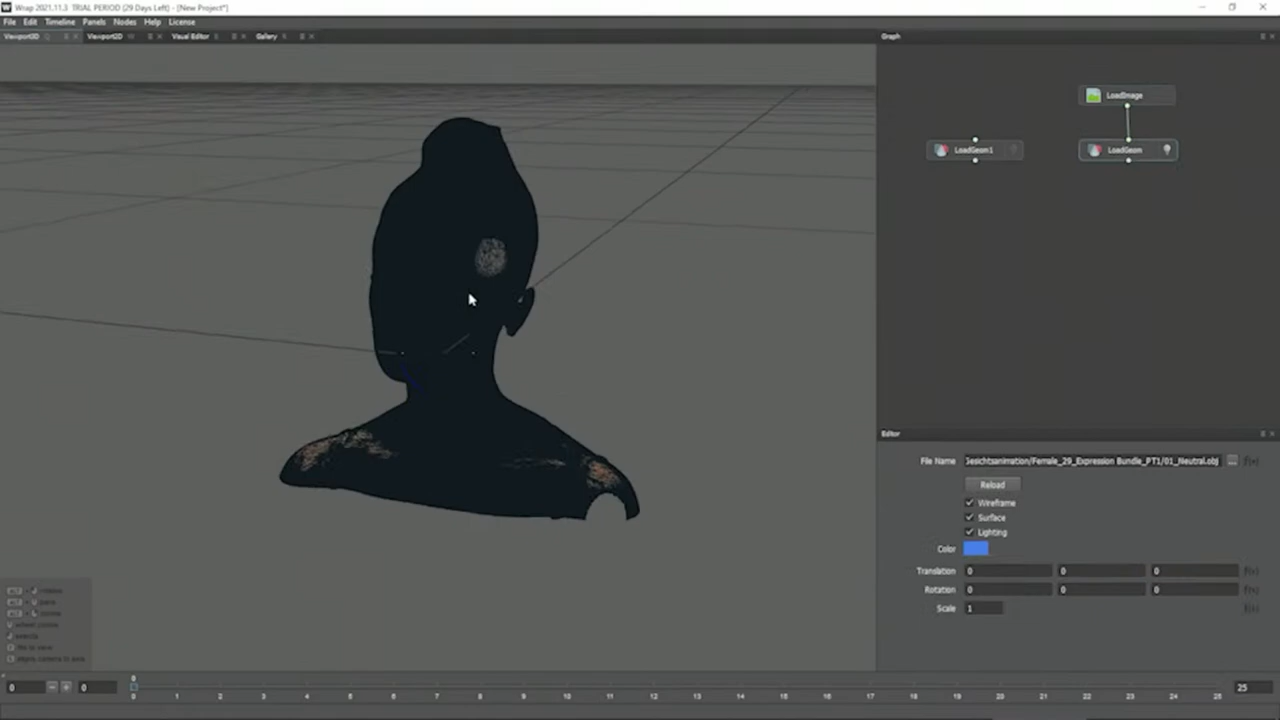 Wrap 2021.11.3 TRIAL PERIOD (29 Days Left) - [New Project*]
File Edit Timeline Panels Nodes Help License
Viewport3D Viewport2D Visual Editor Gallery Graph
LoadImage
LoadGeom1 LoadGeom
Editor
File Name Gesichtsanimation/Female_29_Expression Bundle_PT1/01_Neutral.obj ...
Reload
Wireframe
Surface
Lighting
Color
Translation 0 0 0
Rotation 0 0 0
Scale 1
0
0 0 0 1 2 3 4 5 6 7 8 9 10 11 12 13 14 15 16 17 18 19 20 21 22 23 24 25 25